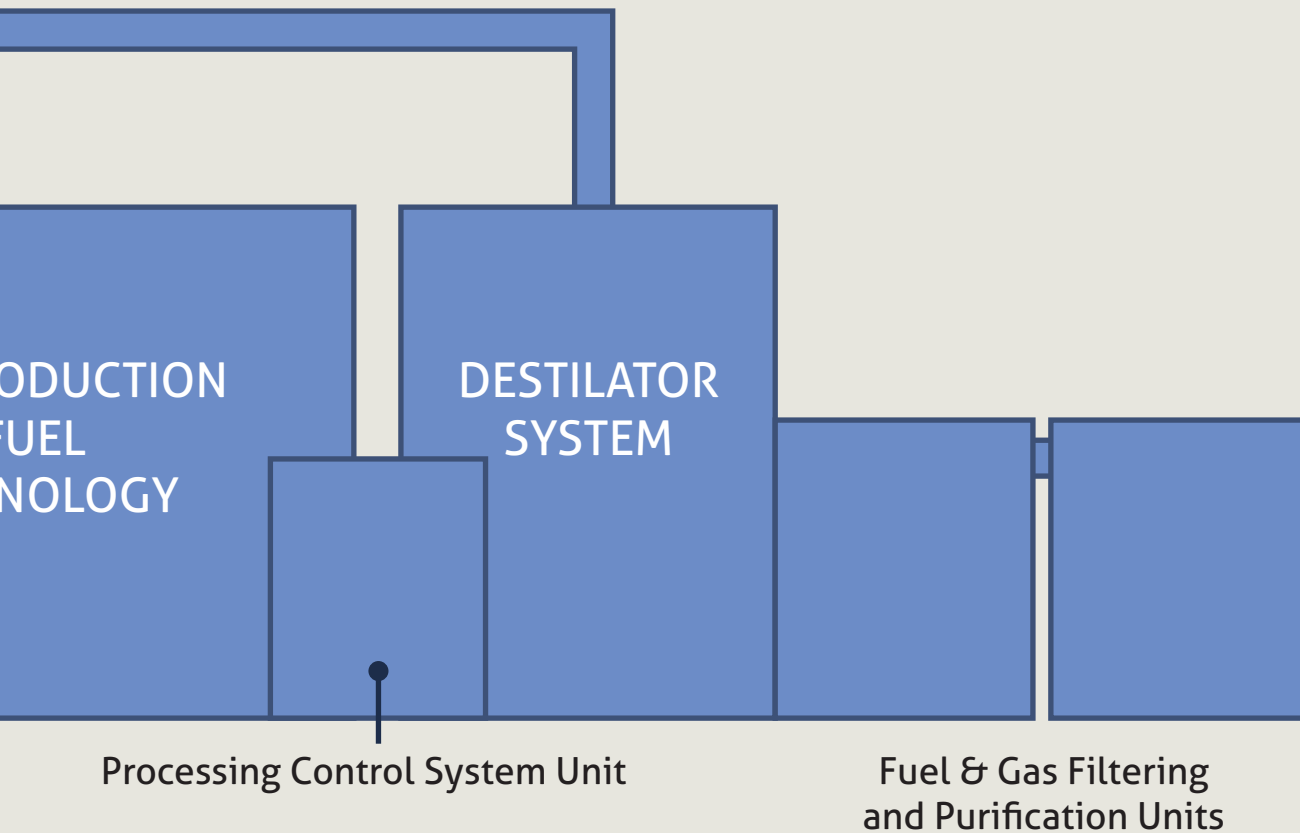 ODUCTION
FUEL
NOLOGY
DESTILATOR
SYSTEM
Processing Control System Unit
Fuel & Gas Filtering
and Purification Units